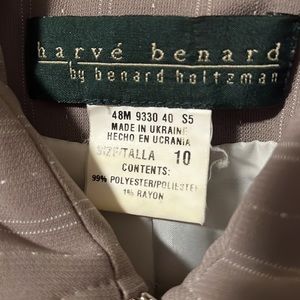 harvé benard
by benard holtzman
48M 9330 40 S5
MADE IN UKRAINE
HECHO EN UCRANIA
SIZE/TALLA 10
CONTENTS:
99% POLYESTER/POLIESTER
1% RAYON